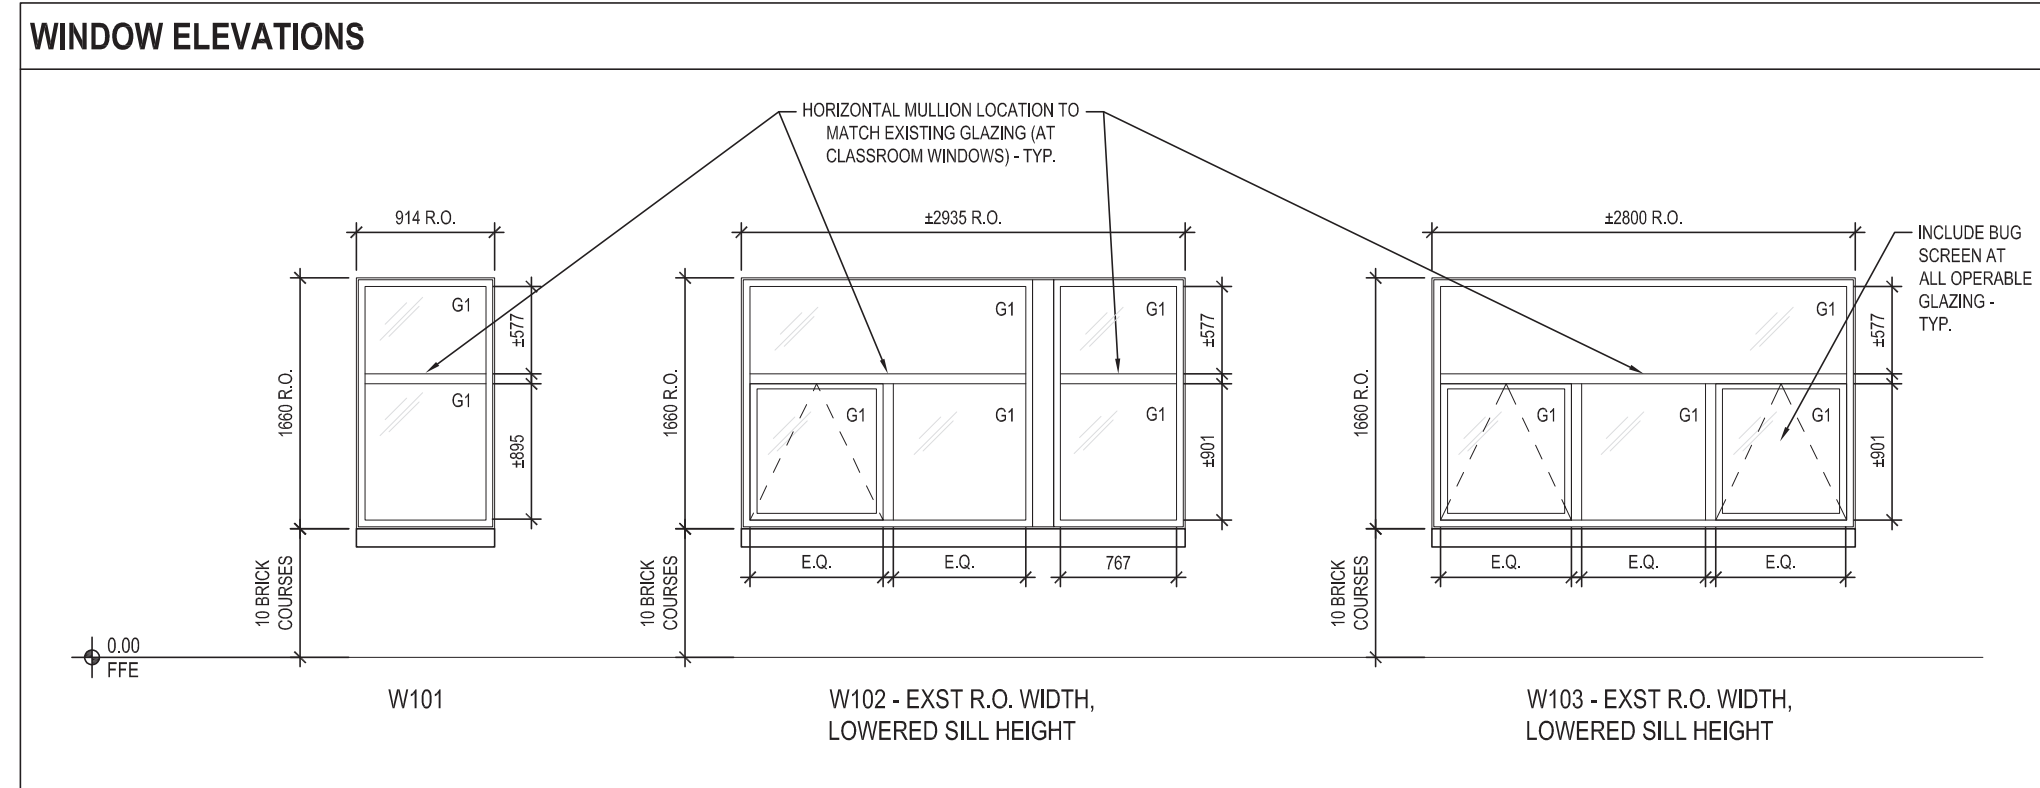 WINDOW ELEVATIONS
HORIZONTAL MULLION LOCATION TO
MATCH EXISTING GLAZING (AT
CLASSROOM WINDOWS) - TYP.
914 R.O.
±2935 R.O.
±2800 R.O.
INCLUDE BUG
SCREEN AT
ALL OPERABLE
GLAZING -
TYP.
1660 R.O.
G1
±577
G1
±895
1660 R.O.
G1
G1
±577
G1
G1
G1
±901
1660 R.O.
G1
±577
G1
G1
G1
±901
10 BRICK
COURSES
10 BRICK
COURSES
E.Q.
E.Q.
767
10 BRICK
COURSES
E.Q.
E.Q.
E.Q.
0.00
FFE
W101
W102 - EXST R.O. WIDTH,
LOWERED SILL HEIGHT
W103 - EXST R.O. WIDTH,
LOWERED SILL HEIGHT